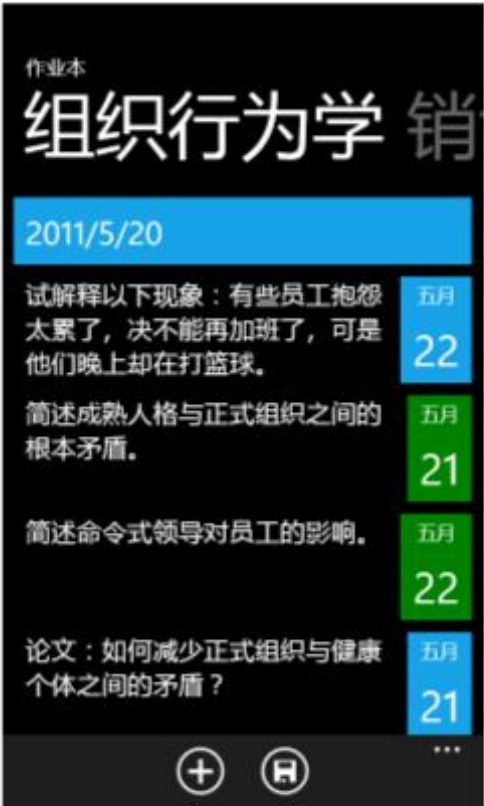 作业本
组织行为学 销
2011/5/20
试解释以下现象：有些员工抱怨
太累了，决不能再加班了，可是
他们晚上却在打篮球。
五月
22
简述成熟人格与正式组织之间的
根本矛盾。
五月
21
简述命令式领导对员工的影响。
五月
22
论文：如何减少正式组织与健康
个体之间的矛盾？
五月
21